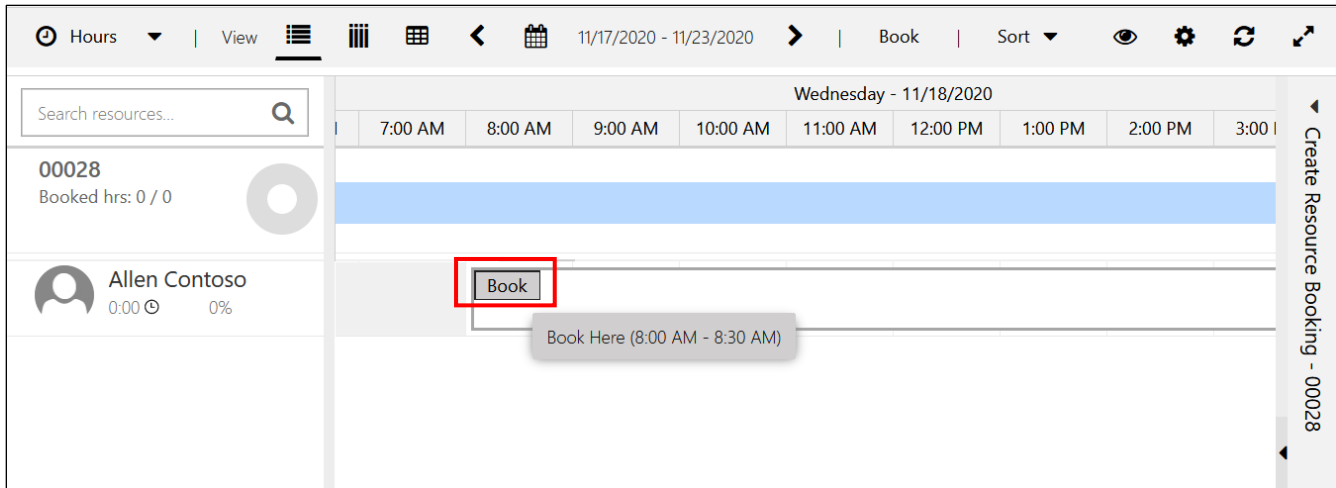 Hours | View 11/17/2020 - 11/23/2020 | Book | Sort
Search resources...
Wednesday - 11/18/2020
7:00 AM 8:00 AM 9:00 AM 10:00 AM 11:00 AM 12:00 PM 1:00 PM 2:00 PM 3:00
00028
Booked hrs: 0 / 0
Allen Contoso
0:00 0%
Book
Book Here (8:00 AM - 8:30 AM)
Create Resource Booking - 00028